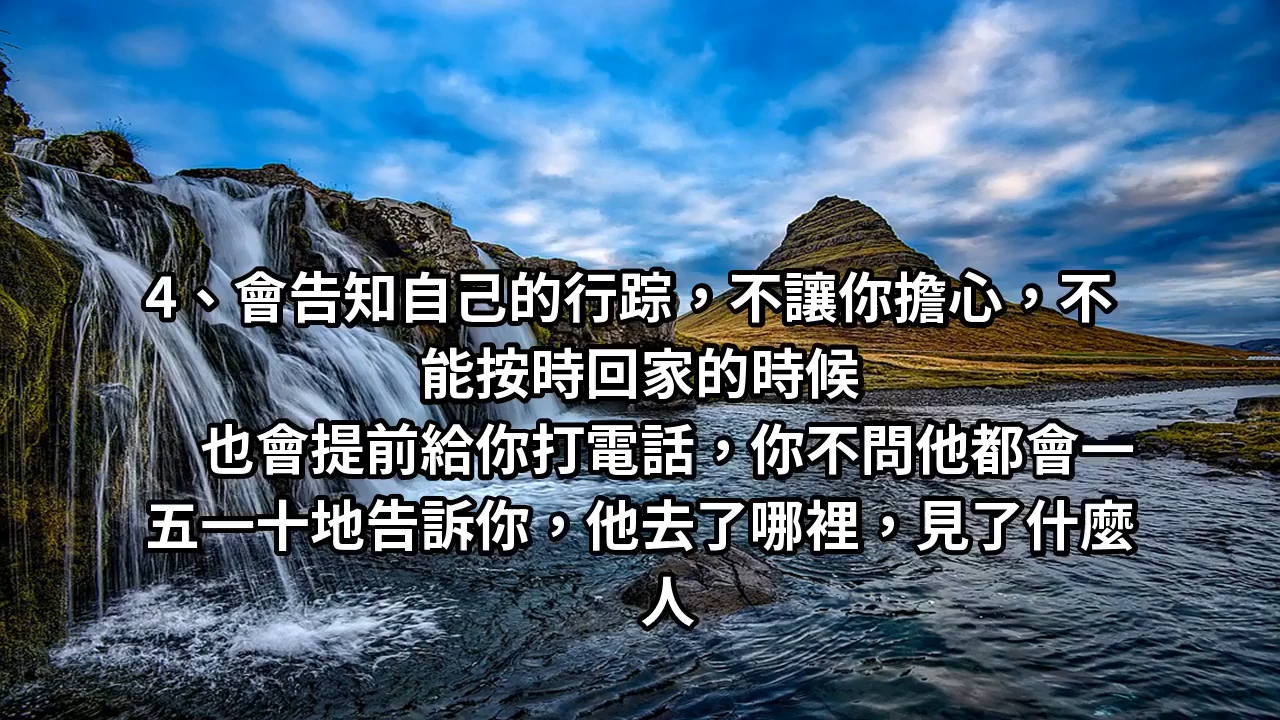 4、會告知自己的行踪，不讓你擔心，不
能按時回家的時候
也會提前給你打電話，你不問他都會一
五一十地告訴你，他去了哪裡，見了什麼
人